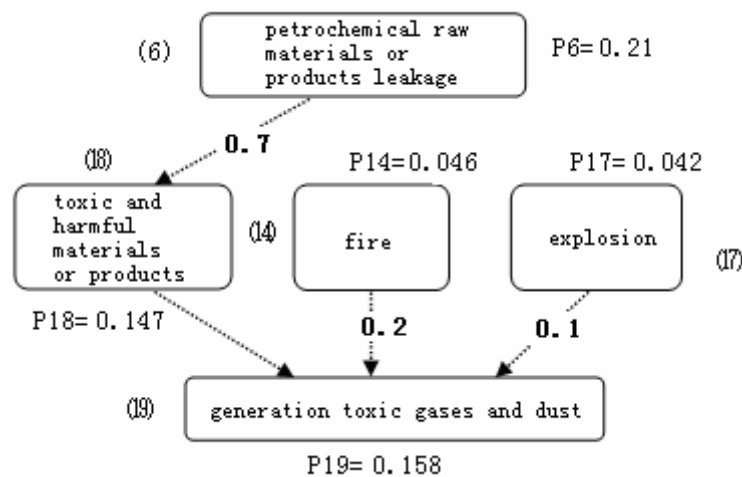 petrochemical raw
materials or
products leakage
(6)
P6=0.21
0.7
(18)
P14=0.046
P17=0.042
toxic and
harmful
materials
or products
(14)
fire
explosion
(17)
P18=0.147
0.2
0.1
(19)
generation toxic gases and dust
P19= 0.158